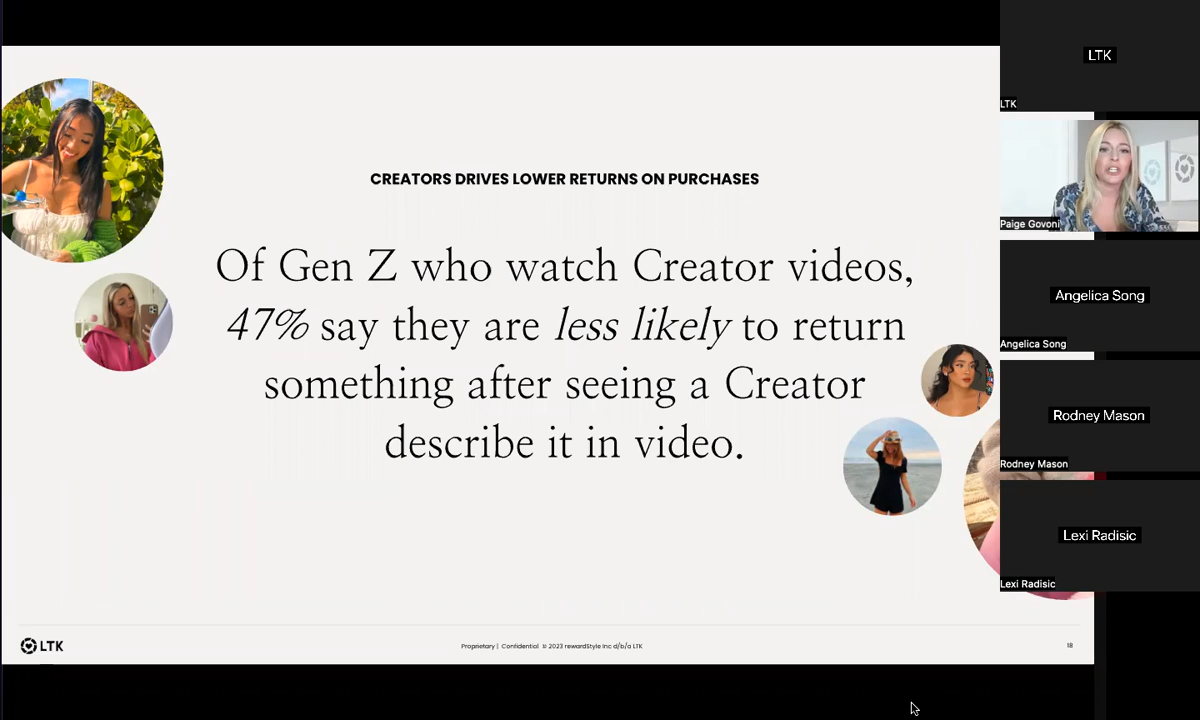 CREATORS DRIVES LOWER RETURNS ON PURCHASES
Of Gen Z who watch Creator videos,
47% say they are less likely to return
something after seeing a Creator
describe it in video.
LTK
Proprietary | Confidential © 2023 rewardStyle Inc d/b/a LTK
18
LTK
LTK
Paige Govoni
Angelica Song
Angelica Song
Rodney Mason
Rodney Mason
Lexi Radisic
Lexi Radisic